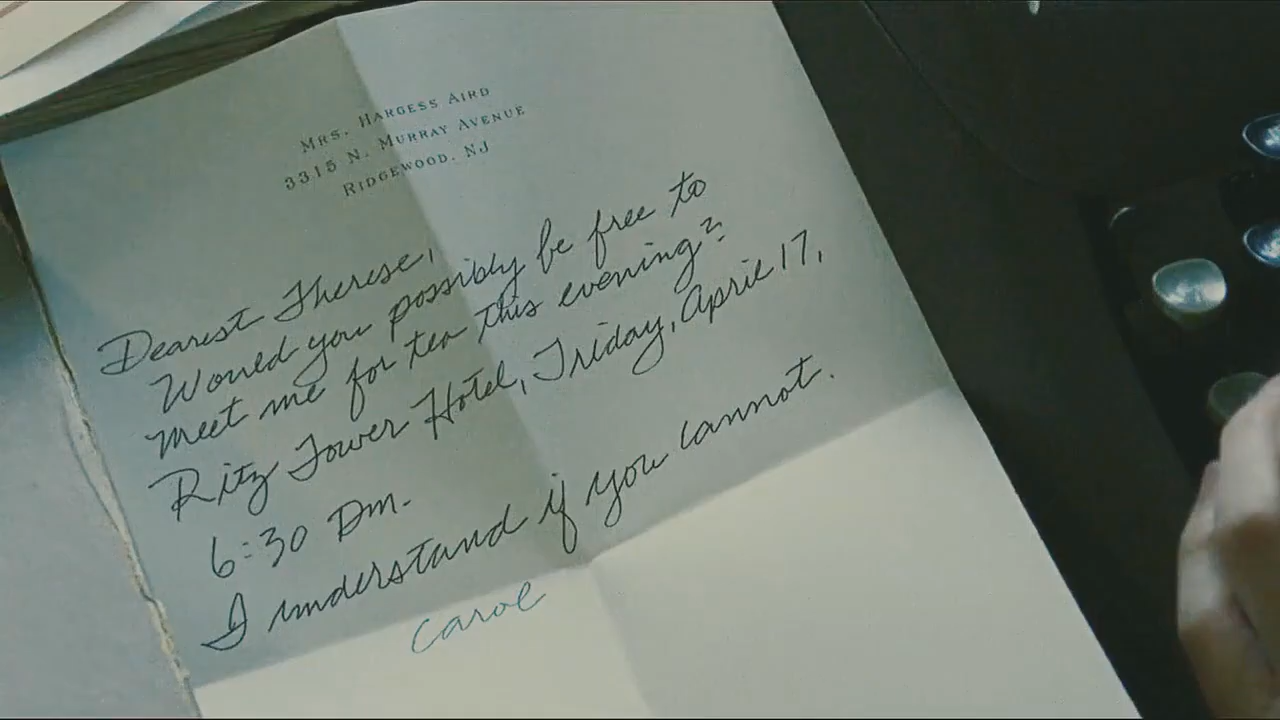 MRS. HARGESS AIRD
3315 N. MURRAY AVENUE
RIDGEWOOD, NJ
Dearest Therese,
Would you possibly be free to
meet me for tea this evening?
Ritz Tower Hotel, Friday, April 17,
6:30 Pm.
I understand if you cannot.
Carol